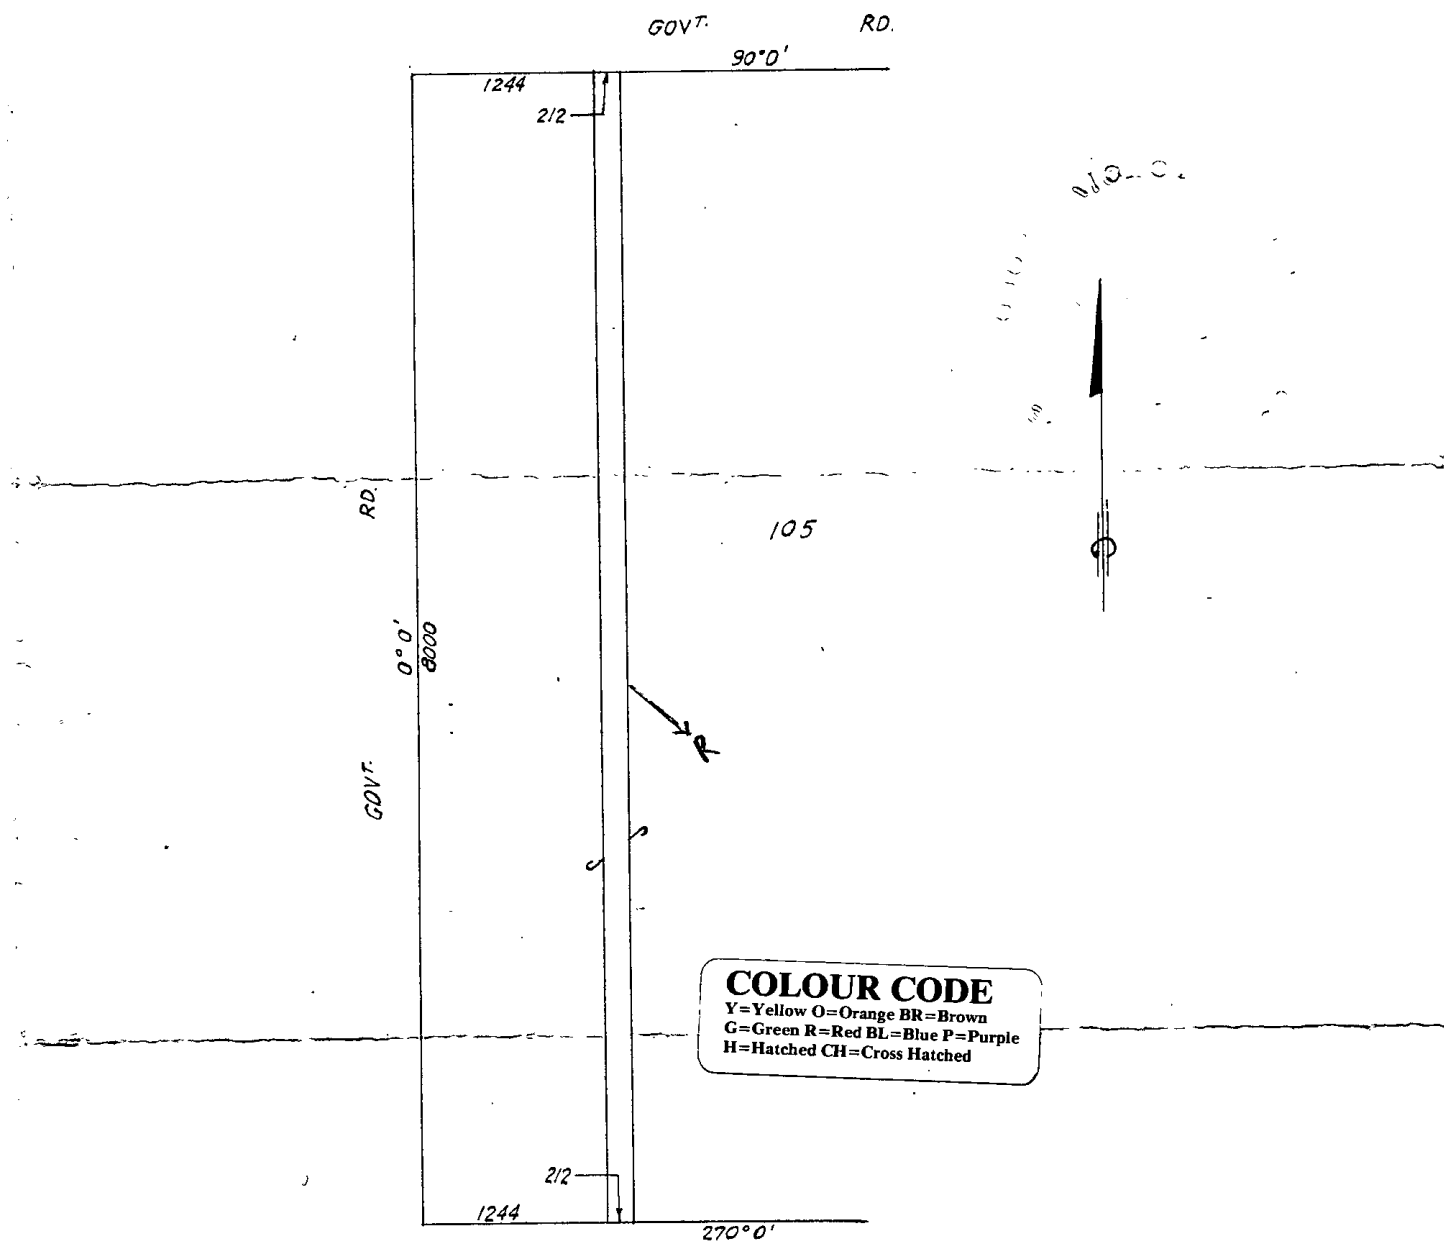 GOVT. RD.
90°0'
1244
212
RD.
105
0° 0'
8000
R
GOVT.
COLOUR CODE
Y=Yellow O=Orange BR=Brown
G=Green R=Red BL=Blue P=Purple
H=Hatched CH=Cross Hatched
212
1244
270°0'